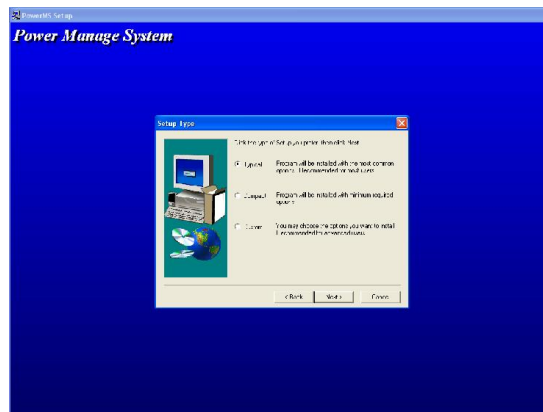 PowerMS Setup
Power Manage System
Setup Type
Click the type of Setup you prefer, then click Next.
Typical
Program will be installed with the most common
options. Recommended for most users.
Compact
Program will be installed with minimum required
options.
Custom
You may choose the options you want to install.
Recommended for advanced users.
< Back
Next >
Cancel